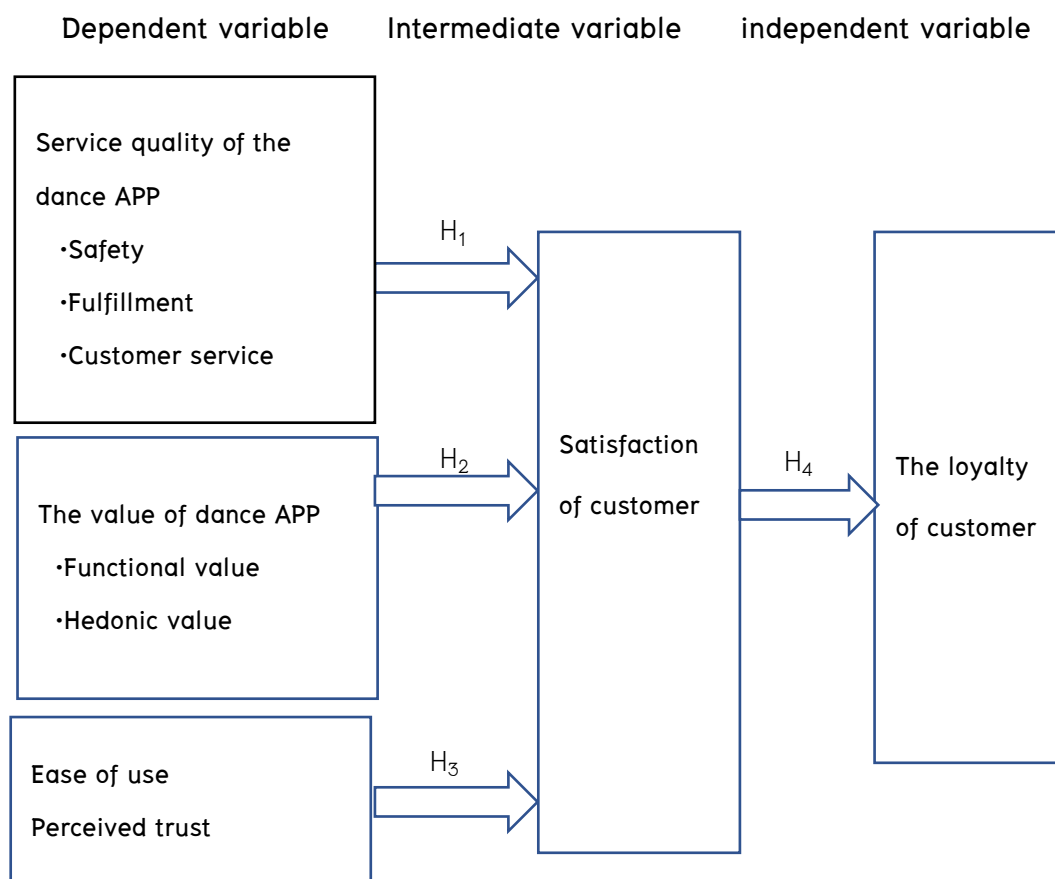 Dependent variable
Intermediate variable
independent variable
Service quality of the
dance APP
·Safety
·Fulfillment
·Customer service
H₁
The value of dance APP
·Functional value
·Hedonic value
H₂
Ease of use
Perceived trust
H₃
Satisfaction
of customer
H₄
The loyalty
of customer